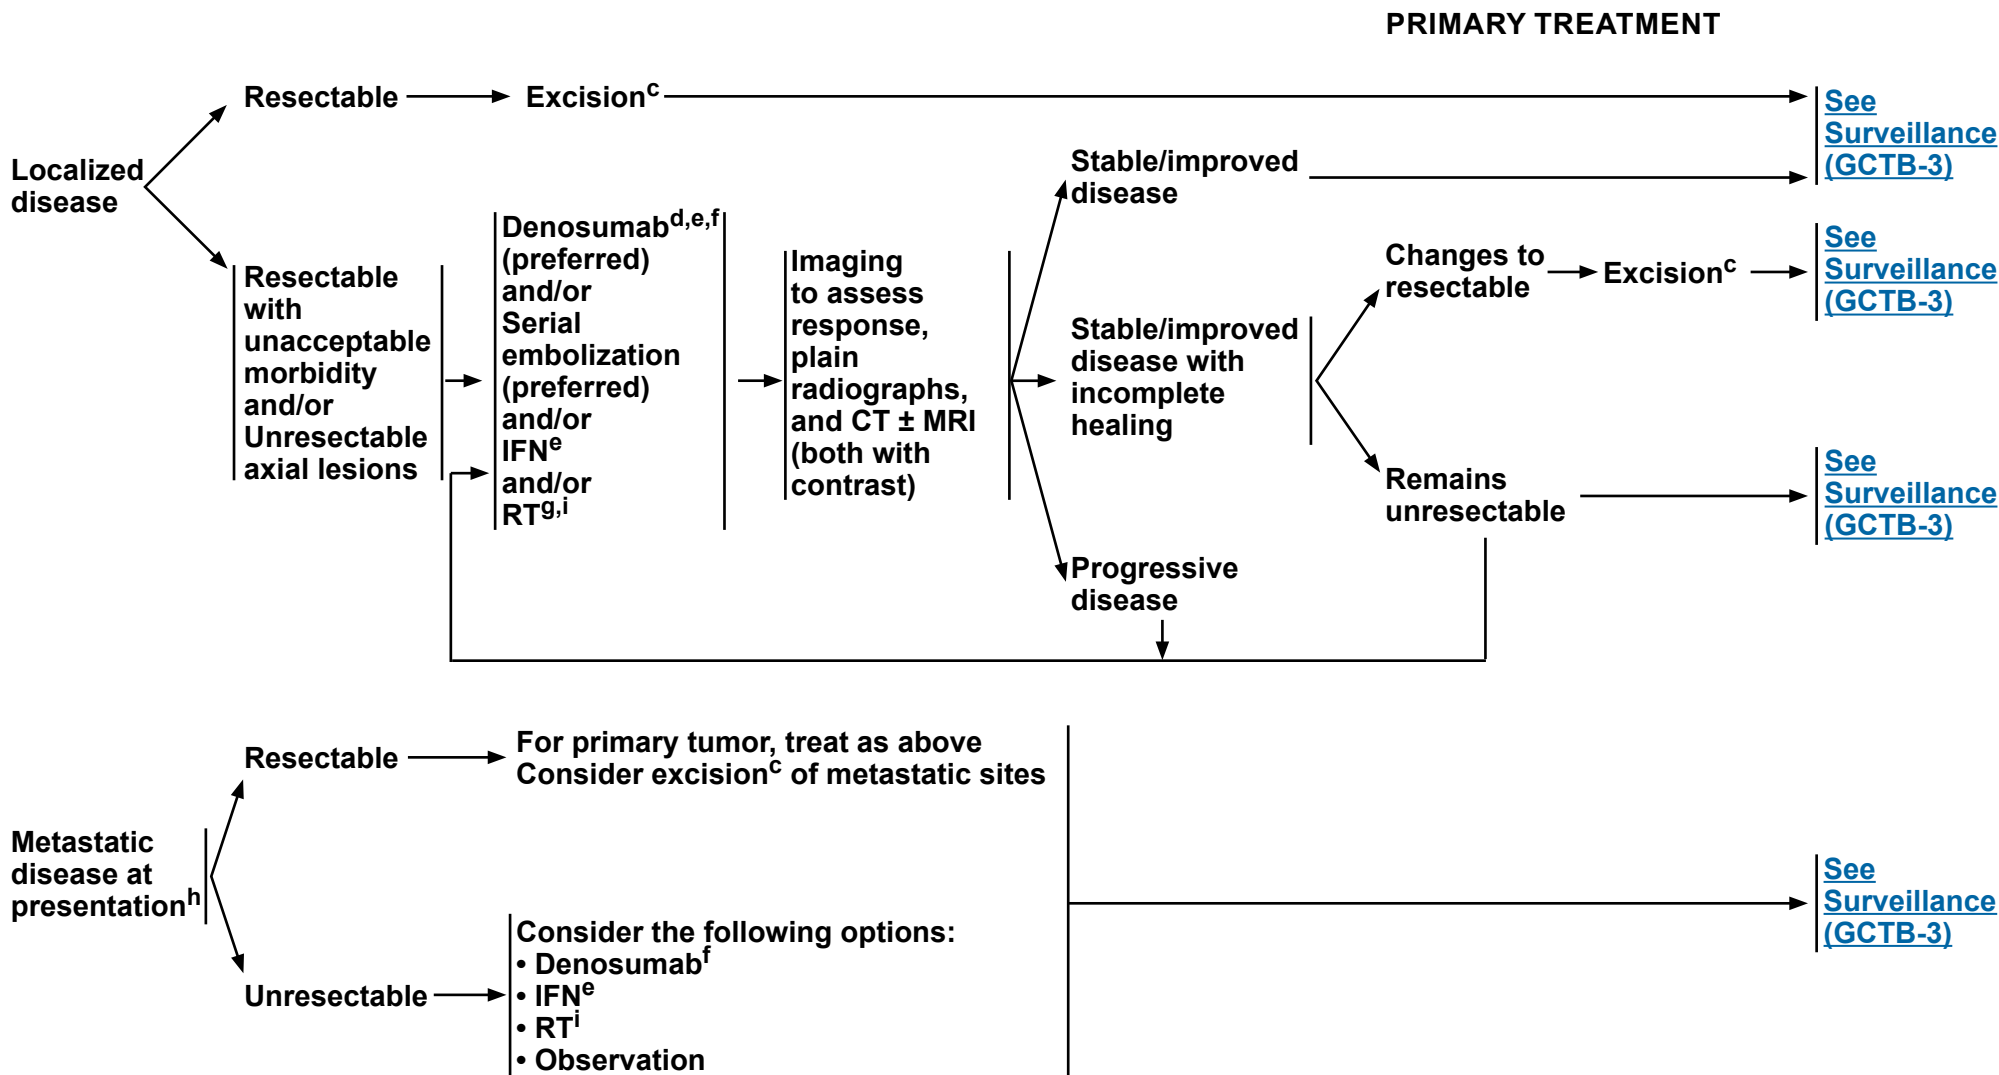 PRIMARY TREATMENT
Resectable
Excisionᶜ
See
Surveillance
(GCTB-3)
Localized
disease
Stable/improved
disease
Resectable
with
unacceptable
morbidity
and/or
Unresectable
axial lesions
Denosumabᵈ,ᵉ,ᶠ
(preferred)
and/or
Serial
embolization
(preferred)
and/or
IFNᵉ
and/or
RTᵍ,ⁱ
Imaging
to assess
response,
plain
radiographs,
and CT ± MRI
(both with
contrast)
Stable/improved
disease with
incomplete
healing
Changes to
resectable
Excisionᶜ
See
Surveillance
(GCTB-3)
Remains
unresectable
See
Surveillance
(GCTB-3)
Progressive
disease
Metastatic
disease at
presentationʰ
Resectable
For primary tumor, treat as above
Consider excisionᶜ of metastatic sites
Unresectable
Consider the following options:
• Denosumabᶠ
• IFNᵉ
• RTⁱ
• Observation
See
Surveillance
(GCTB-3)